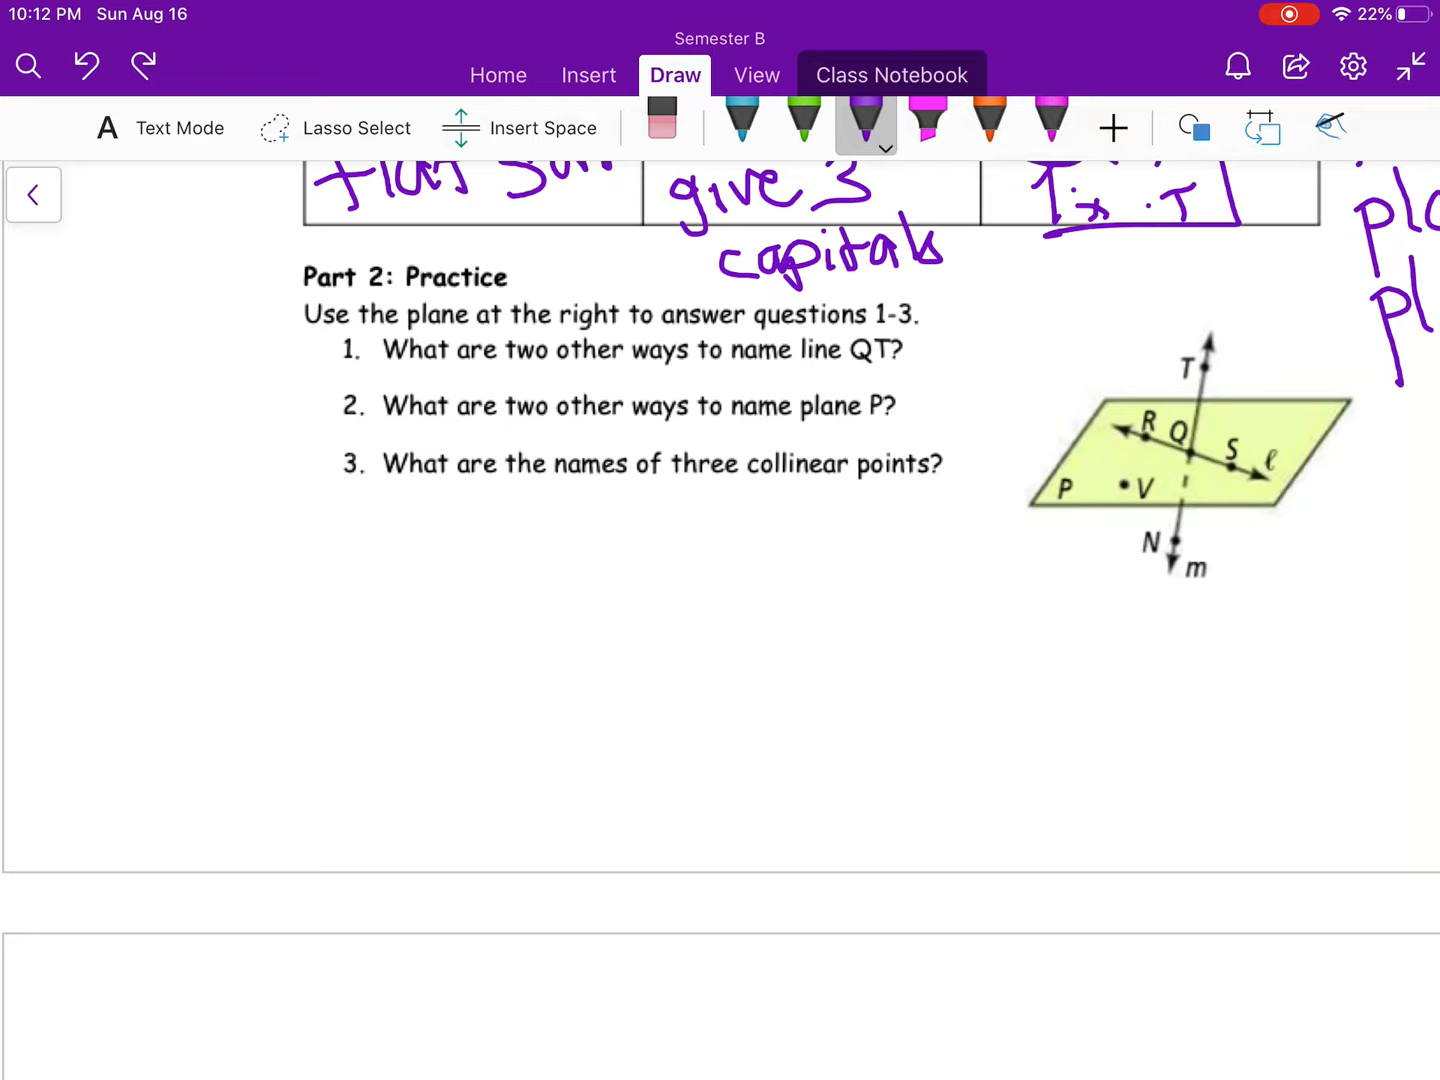 10:12 PM Sun Aug 16
22%
Semester B
Home Insert Draw View Class Notebook
A Text Mode Lasso Select Insert Space
give 3
capitals
Part 2: Practice
Use the plane at the right to answer questions 1-3.
1. What are two other ways to name line QT?
2. What are two other ways to name plane P?
3. What are the names of three collinear points?
T
R Q S ℓ
P V
N m